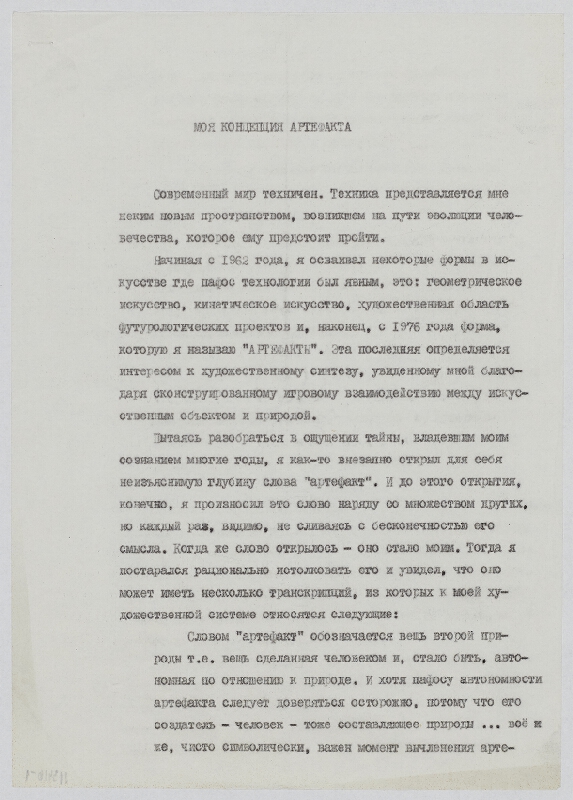 МОЯ КОНЦЕПЦИЯ АРТЕФАКТА
Современный мир техничен. Техника представляется мне
неким новым пространством, возникшем на пути эволюции чело-
вечества, которое ему предстоит пройти.
Начиная с 1962 года, я осваивал некоторые формы в ис-
кусстве где пафос технологии был явным, это: геометрическое
искусство, кинетическое искусство, художественная область
футурологических проектов и, наконец, с 1976 года форма,
которую я называю "АРТЕФАКТЫ". Эта последняя определяется
интересом к художественному синтезу, увиденному мной благо-
даря сконструированному игровому взаимодействию между искус-
ственным объектом и природой.
Пытаясь разобраться в ощущении тайны, владевшим моим
сознанием многие годы, я как-то внезапно открыл для себя
неизъяснимую глубину слова "артефакт". И до этого открытия,
конечно, я произносил это слово наряду со множеством других,
но каждый раз, видимо, не сливаясь с бесконечностью его
смысла. Когда же слово открылось – оно стало моим. Тогда я
постарался рационально истолковать его и увидел, что оно
может иметь несколько транскрипций, из которых к моей ху-
дожественной системе относятся следующие:
Словом "артефакт" обозначается вещь второй при-
роды т.е. вещь сделанная человеком и, стало быть, авто-
номная по отношению к природе. И хотя пафосу автономности
артефакта следует доверяться осторожно, потому что его
создатель – человек – тоже составляющее природы ... всё и
же, чисто символически, важен момент вычленения арте-